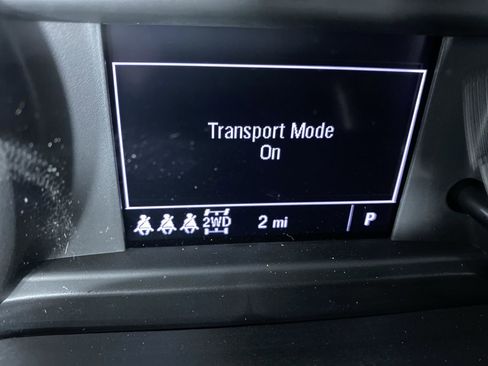 Transport Mode
On
2WD 2 mi P